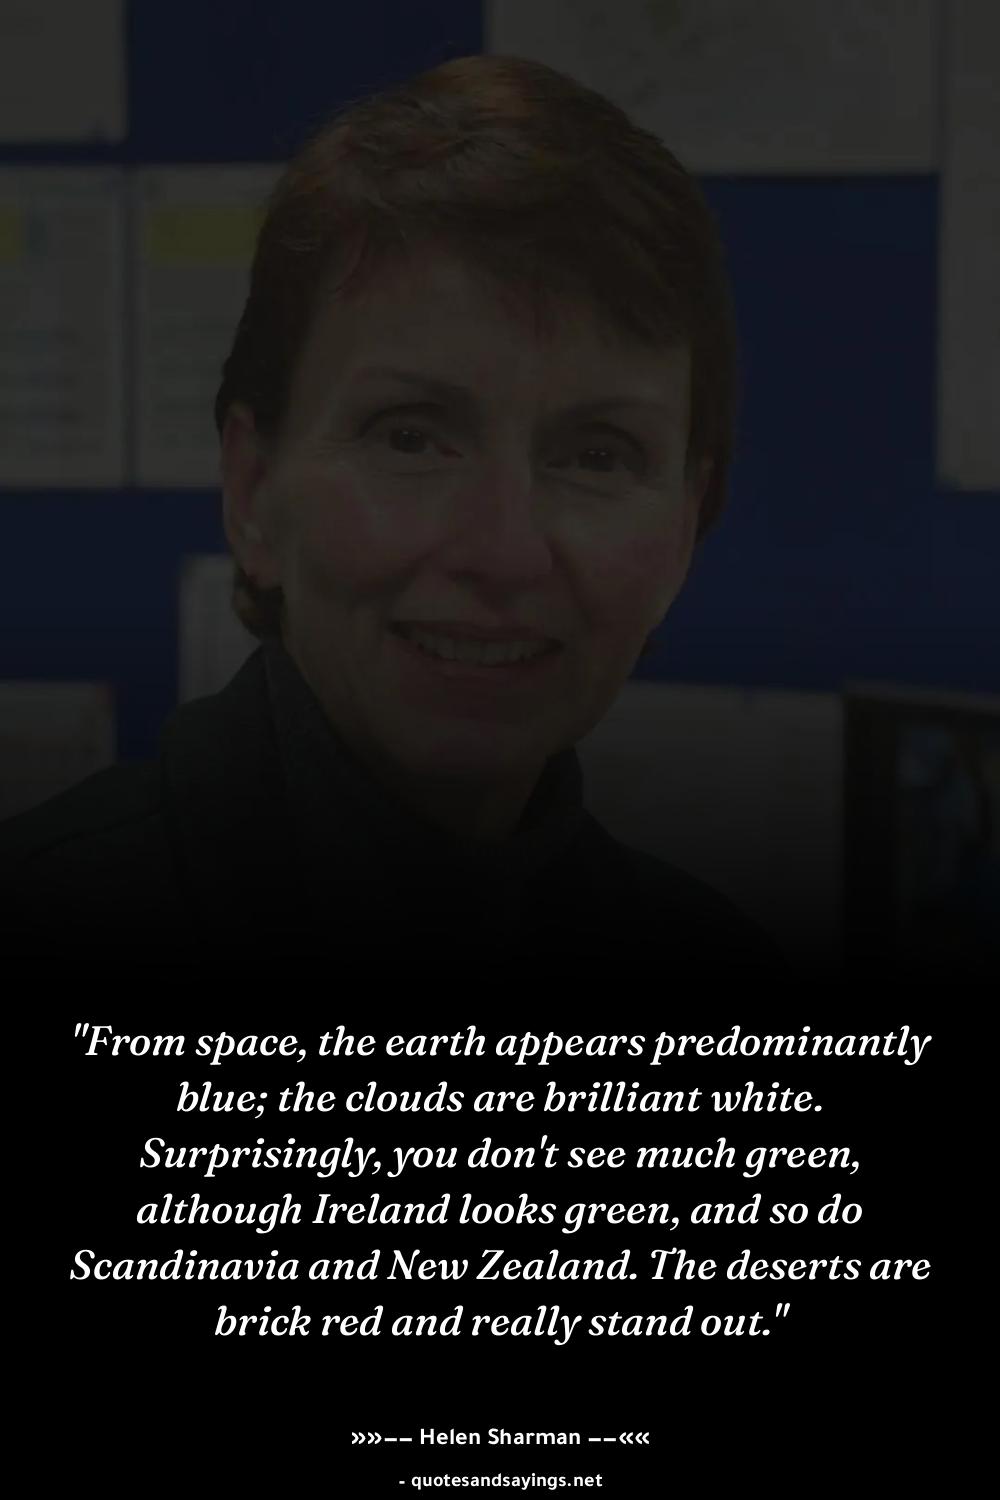 "From space, the earth appears predominantly
blue; the clouds are brilliant white.
Surprisingly, you don't see much green,
although Ireland looks green, and so do
Scandinavia and New Zealand. The deserts are
brick red and really stand out."
»»−− Helen Sharman −−««
- quotesandsayings.net